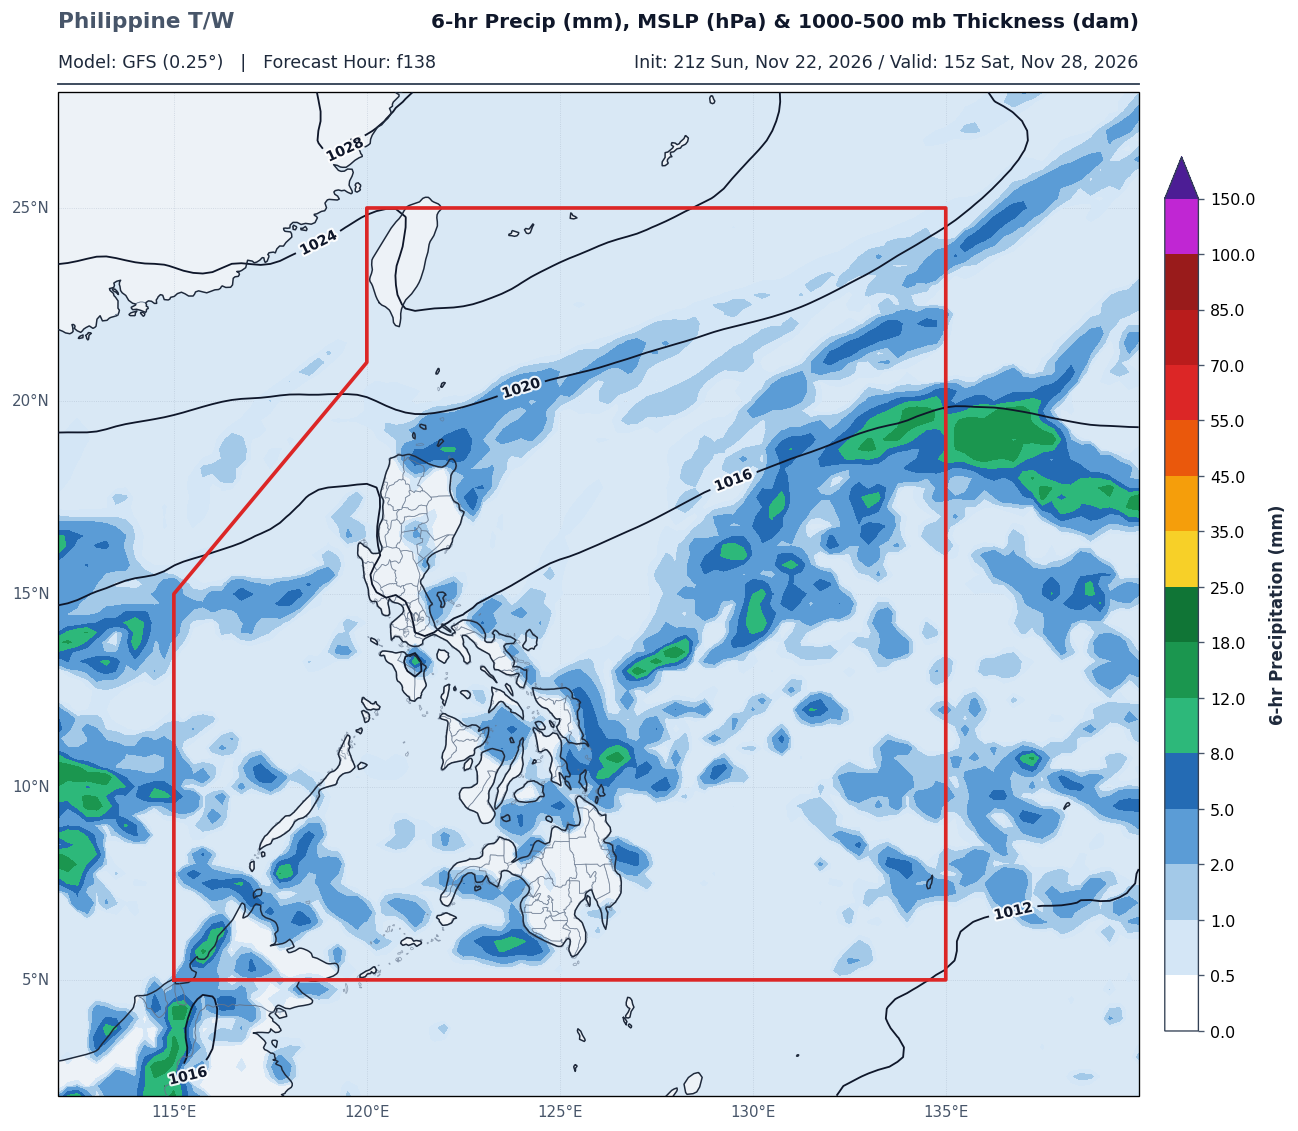 Philippine T/W
6-hr Precip (mm), MSLP (hPa) & 1000-500 mb Thickness (dam)
Model: GFS (0.25°) | Forecast Hour: f138
Init: 21z Sun, Nov 22, 2026 / Valid: 15z Sat, Nov 28, 2026
1028
1024
1020
1016
1012
1016
25°N
20°N
15°N
10°N
5°N
115°E
120°E
125°E
130°E
135°E
150.0
100.0
85.0
70.0
55.0
45.0
35.0
25.0
18.0
12.0
8.0
5.0
2.0
1.0
0.5
0.0
6-hr Precipitation (mm)